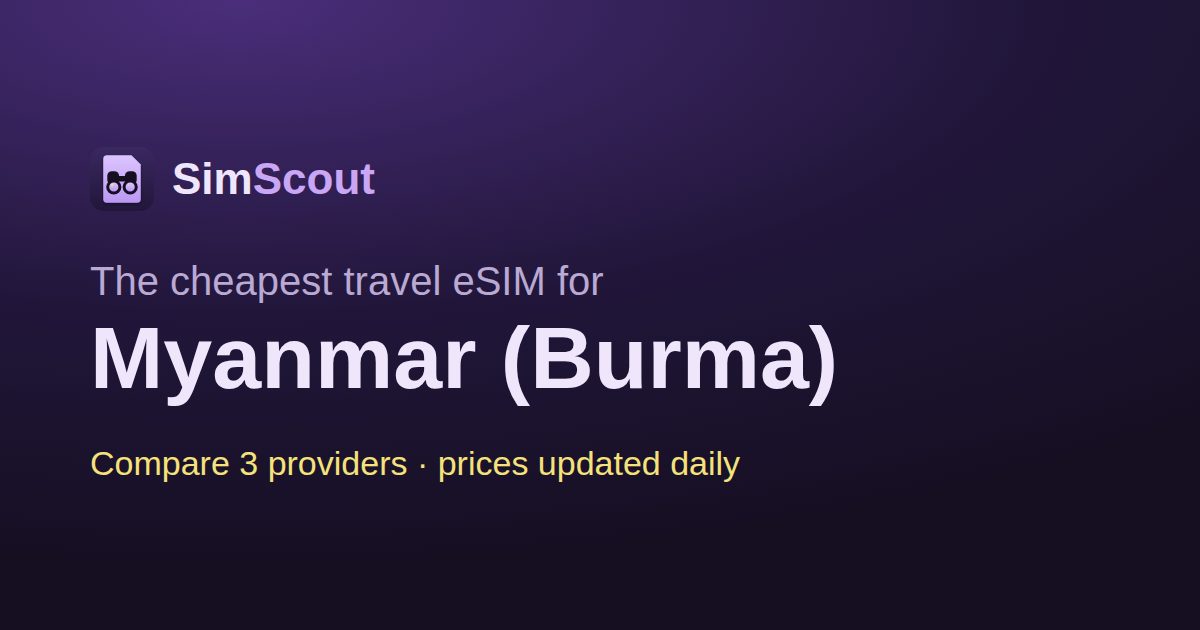 SimScout
The cheapest travel eSIM for
Myanmar (Burma)
Compare 3 providers · prices updated daily